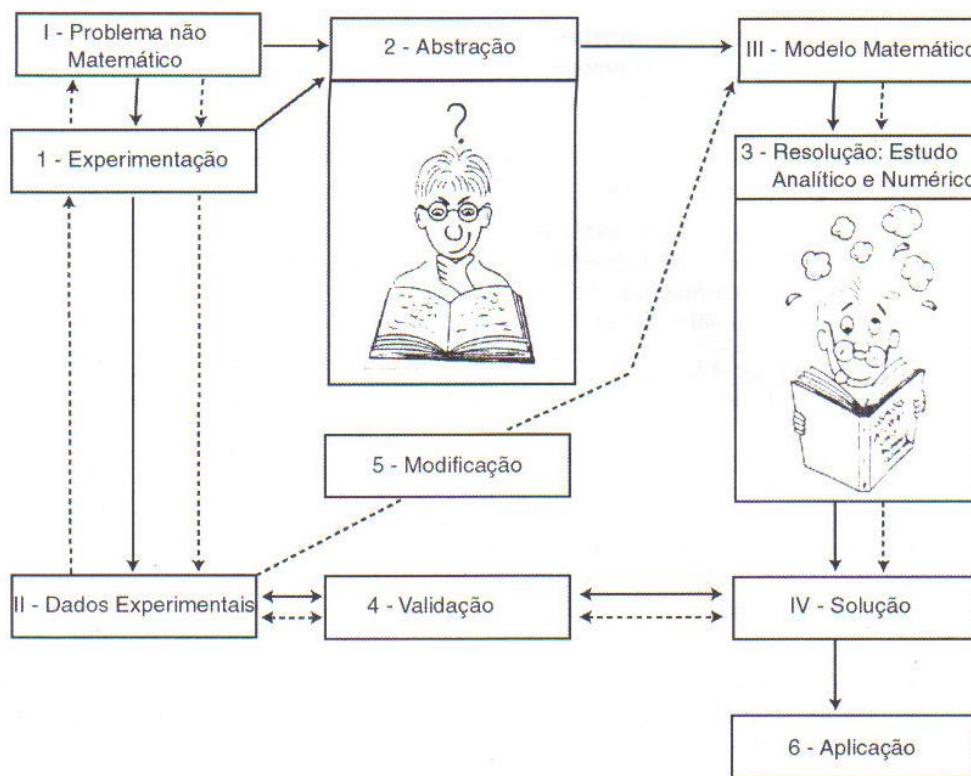 I - Problema não
Matemático
2 - Abstração
III - Modelo Matemático
?
1 - Experimentação
3 - Resolução: Estudo
Analítico e Numérico
5 - Modificação
II - Dados Experimentais
4 - Validação
IV - Solução
6 - Aplicação